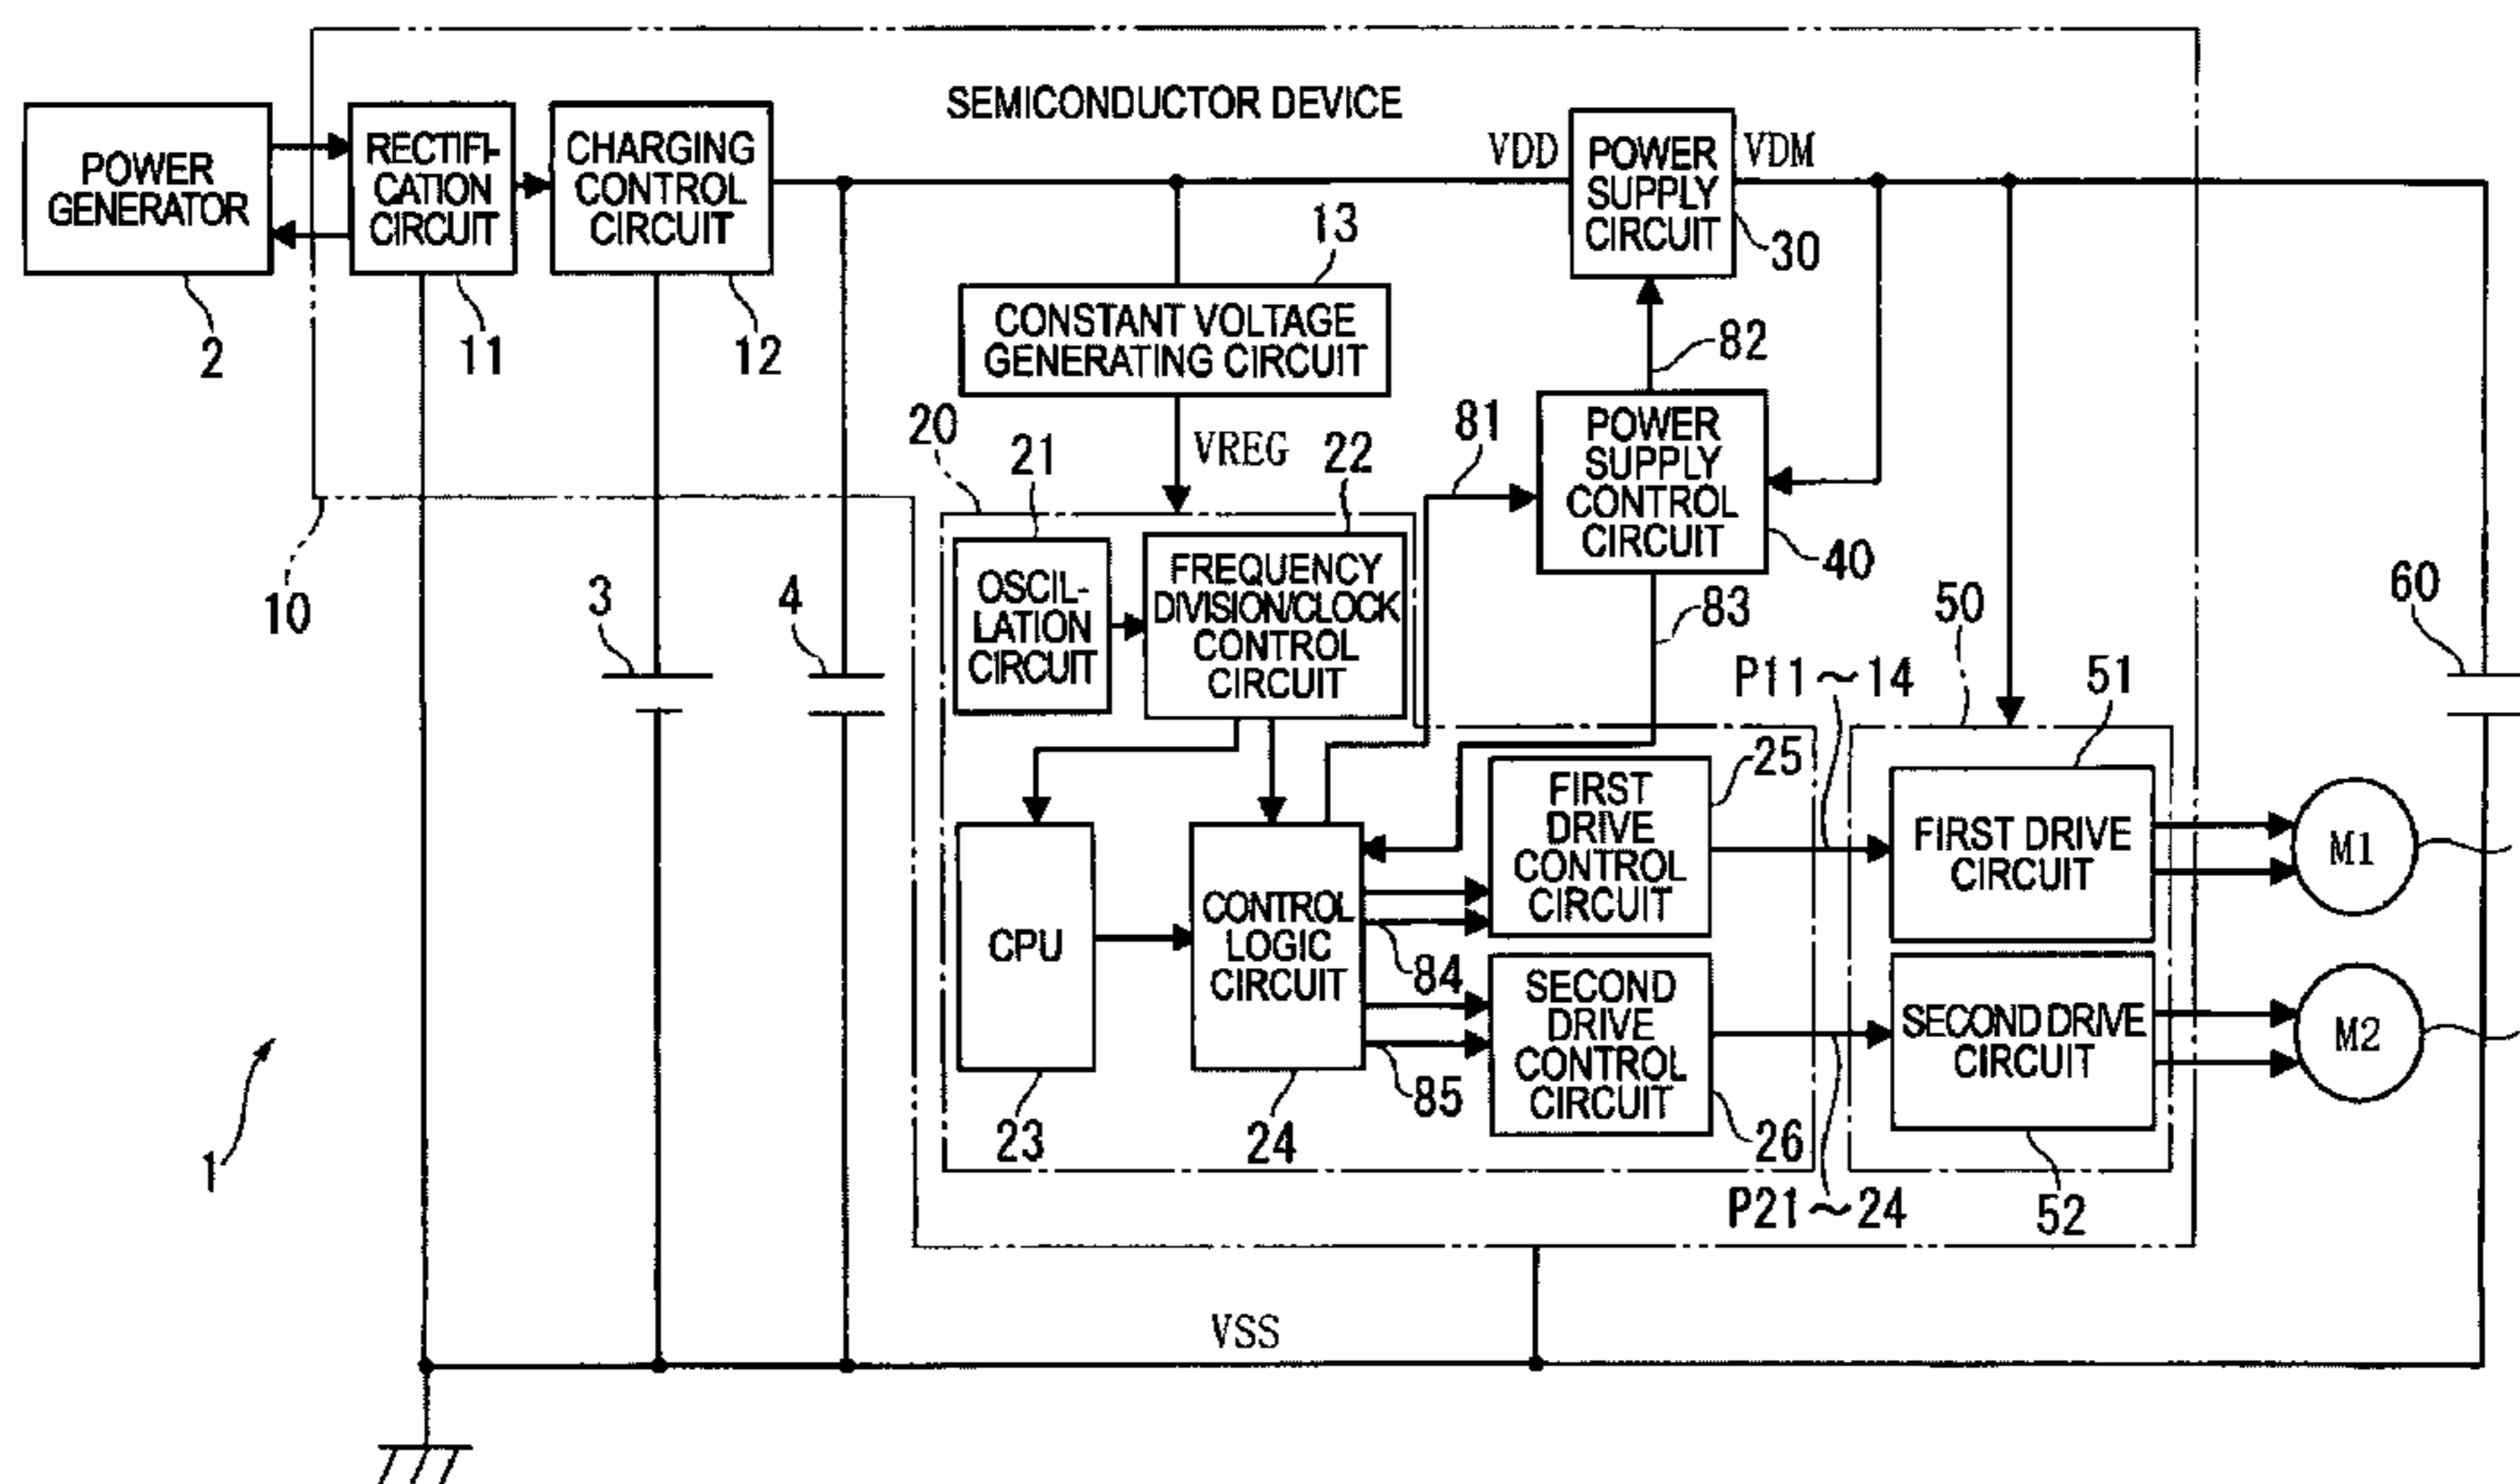 SEMICONDUCTOR DEVICE
POWER
GENERATOR
2
RECTIFI-
CATION
CIRCUIT
11
CHARGING
CONTROL
CIRCUIT
12
VDD
POWER
SUPPLY
CIRCUIT
VDM
30
13
CONSTANT VOLTAGE
GENERATING CIRCUIT
VREG
82
81
POWER
SUPPLY
CONTROL
CIRCUIT
40
83
10
3
4
20
21
22
OSCIL-
LATION
CIRCUIT
FREQUENCY
DIVISION/CLOCK
CONTROL
CIRCUIT
CPU
23
CONTROL
LOGIC
CIRCUIT
24
84
85
FIRST
DRIVE
CONTROL
CIRCUIT
25
SECOND
DRIVE
CONTROL
CIRCUIT
26
P11～14
P21～24
50
51
FIRST DRIVE
CIRCUIT
SECOND DRIVE
CIRCUIT
52
60
M1
M2
1
VSS